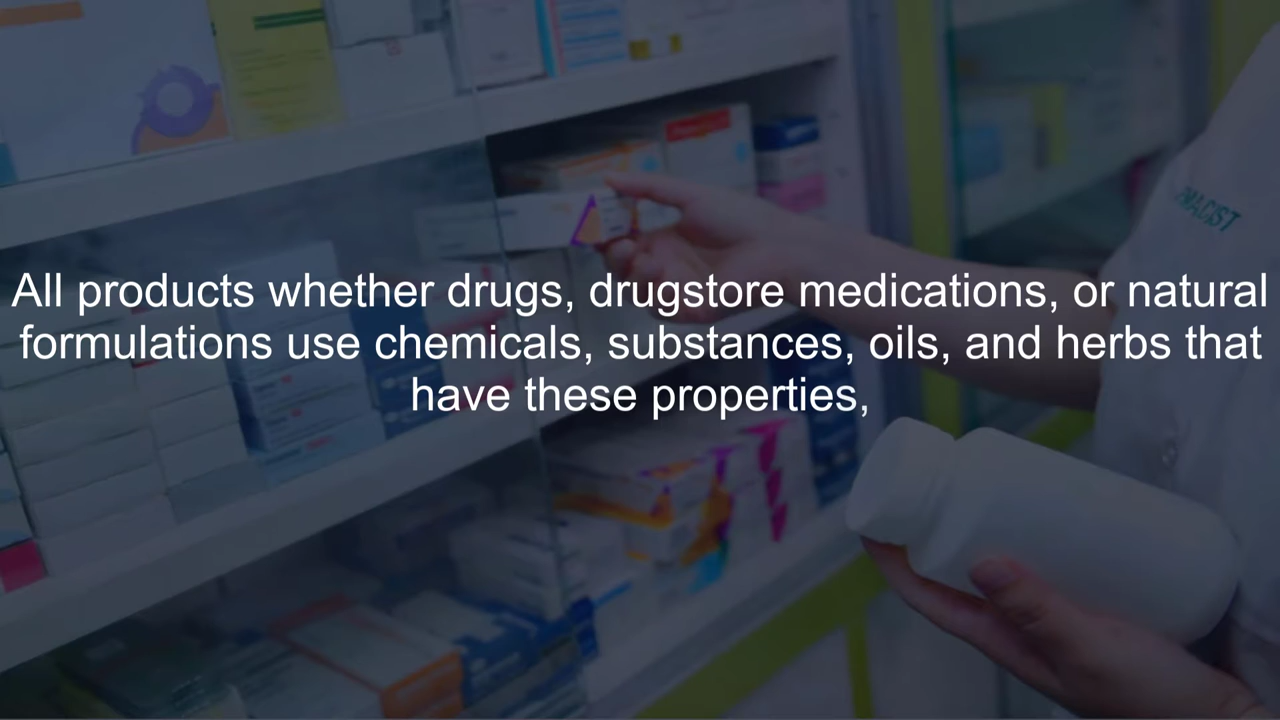 All products whether drugs, drugstore medications, or natural
formulations use chemicals, substances, oils, and herbs that
have these properties,